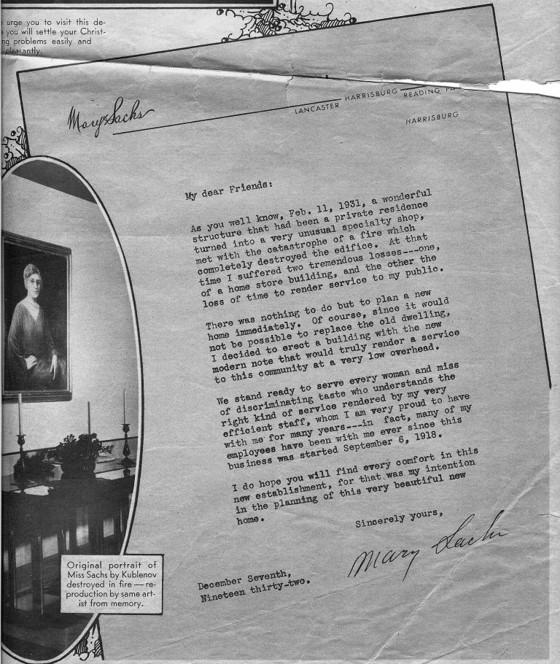 urge you to visit this de-
you will settle your Christ-
ng problems easily and
pleasantly.
Mary Sachs
LANCASTER HARRISBURG READING
HARRISBURG
My dear Friends:
As you well know, Feb. 11, 1931, a wonderful
structure that had been a private residence
turned into a very unusual specialty shop,
met with the catastrophe of a fire which
completely destroyed the edifice. At that
time I suffered two tremendous losses---one,
of a home store building, and the other the
loss of time to render service to my public.
There was nothing to do but to plan a new
home immediately. Of course, since it would
not be possible to replace the old dwelling,
I decided to erect a building with the new
modern note that would truly render a service
to this community at a very low overhead.
We stand ready to serve every woman and miss
of discriminating taste who understands the
right kind of service rendered by my very
efficient staff, whom I am very proud to have
with me for many years---in fact, many of my
employees have been with me ever since this
business was started September 6, 1918.
I do hope you will find every comfort in this
new establishment, for that was my intention
in the planning of this very beautiful new
home.
Sincerely yours,
Mary Sachs
December Seventh,
Nineteen thirty-two.
Original portrait of
Miss Sachs by Kublenov
destroyed in fire — re-
production by same art-
ist from memory.